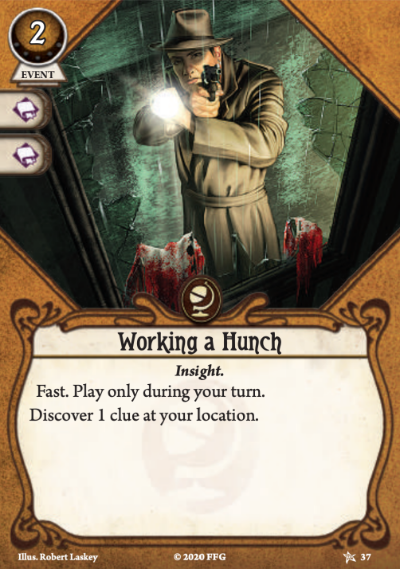 2
EVENT
Working a Hunch
Insight.
Fast. Play only during your turn.
Discover 1 clue at your location.
Illus. Robert Laskey
© 2020 FFG
37